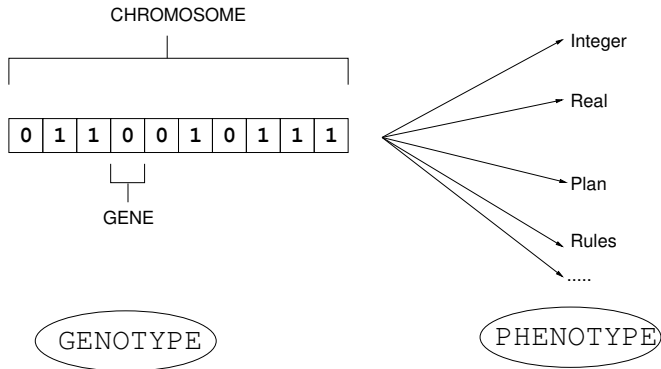 CHROMOSOME
0 1 1 0 0 1 0 1 1 1
GENE
Integer
Real
Plan
Rules
.....
GENOTYPE
PHENOTYPE